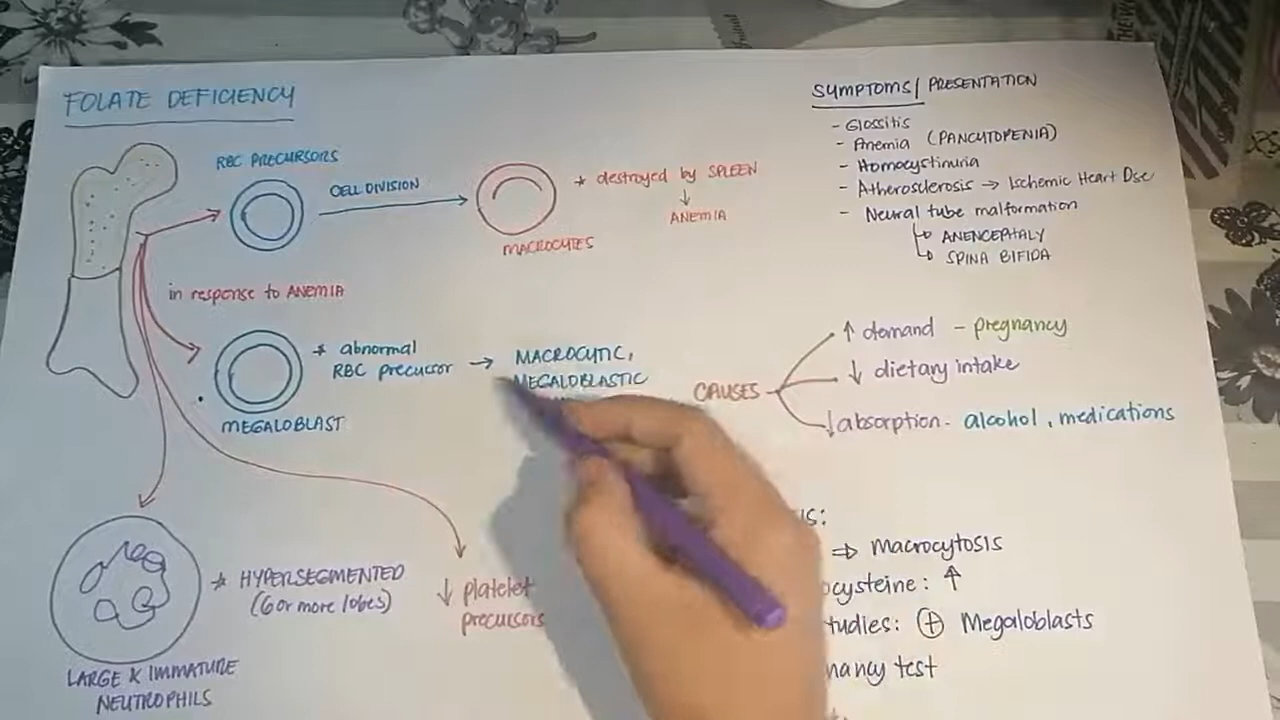 FOLATE DEFICIENCY
RBC PRECURSORS
CELL DIVISION
MACROCYTES
* destroyed by SPLEEN
↓
ANEMIA
in response to ANEMIA
MEGALOBLAST
* abnormal
RBC precursor → MACROCYTIC,
MEGALOBLASTIC
* HYPERSEGMENTED
(6 or more lobes)
LARGE & IMMATURE
NEUTROPHILS
↓ platelet
precursors
SYMPTOMS/ PRESENTATION
- Glossitis
- Anemia (PANCYTOPENIA)
- Homocystinuria
- Atherosclerosis → Ischemic Heart Dse
- Neural tube malformation
ANENCEPHALY
SPINA BIFIDA
CAUSES
↑ demand - pregnancy
↓ dietary intake
↓ absorption - alcohol, medications
IS:
⇒ Macrocytosis
ocysteine: ↑
tudies: ⊕ Megaloblasts
nancy test